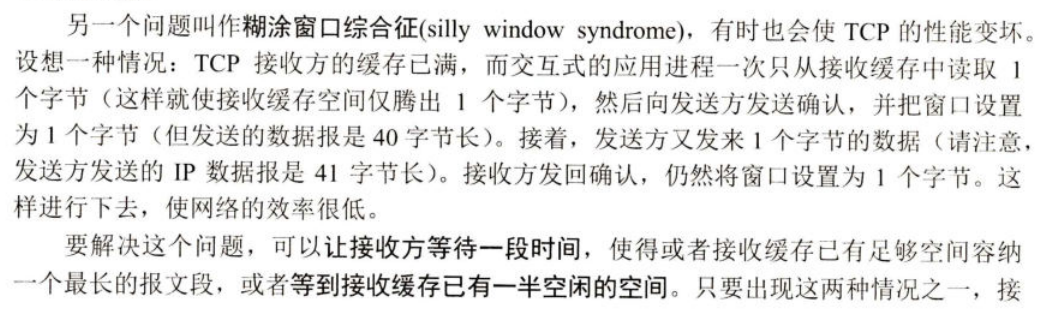 另一个问题叫作糊涂窗口综合征(silly window syndrome)，有时也会使 TCP 的性能变坏。
设想一种情况：TCP 接收方的缓存已满，而交互式的应用进程一次只从接收缓存中读取 1
个字节（这样就使接收缓存空间仅腾出 1 个字节），然后向发送方发送确认，并把窗口设置
为 1 个字节（但发送的数据报是 40 字节长）。接着，发送方又发来 1 个字节的数据（请注意，
发送方发送的 IP 数据报是 41 字节长）。接收方发回确认，仍然将窗口设置为 1 个字节。这
样进行下去，使网络的效率很低。
要解决这个问题，可以让接收方等待一段时间，使得或者接收缓存已有足够空间容纳
一个最长的报文段，或者等到接收缓存已有一半空闲的空间。只要出现这两种情况之一，接